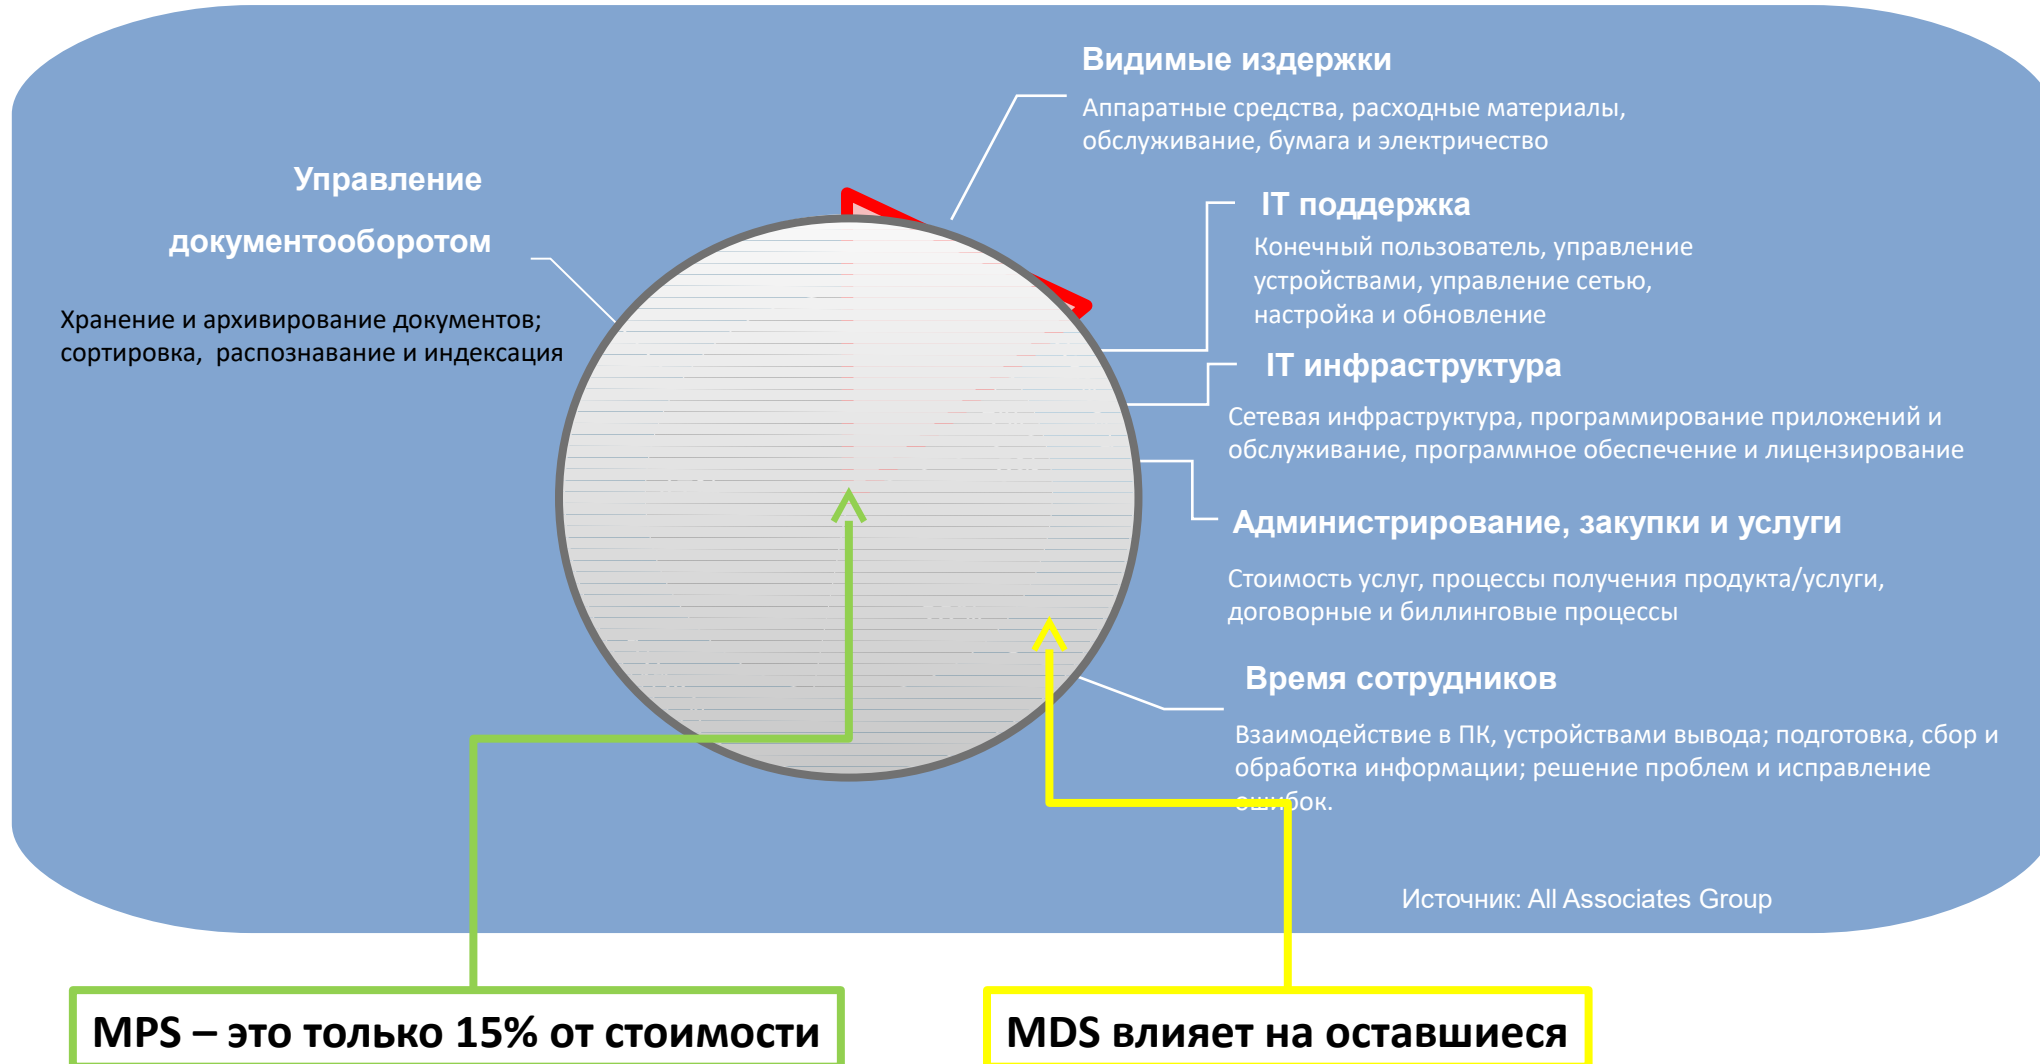 Видимые издержки
Аппаратные средства, расходные материалы,
обслуживание, бумага и электричество
Управление
документооборотом
Хранение и архивирование документов;
сортировка, распознавание и индексация
IT поддержка
Конечный пользователь, управление
устройствами, управление сетью,
настройка и обновление
IT инфраструктура
Сетевая инфраструктура, программирование приложений и
обслуживание, программное обеспечение и лицензирование
Администрирование, закупки и услуги
Стоимость услуг, процессы получения продукта/услуги,
договорные и биллинговые процессы
Время сотрудников
Взаимодействие в ПК, устройствами вывода; подготовка, сбор и
обработка информации; решение проблем и исправление
ошибок.
Источник: All Associates Group
MPS – это только 15% от стоимости
MDS влияет на оставшиеся